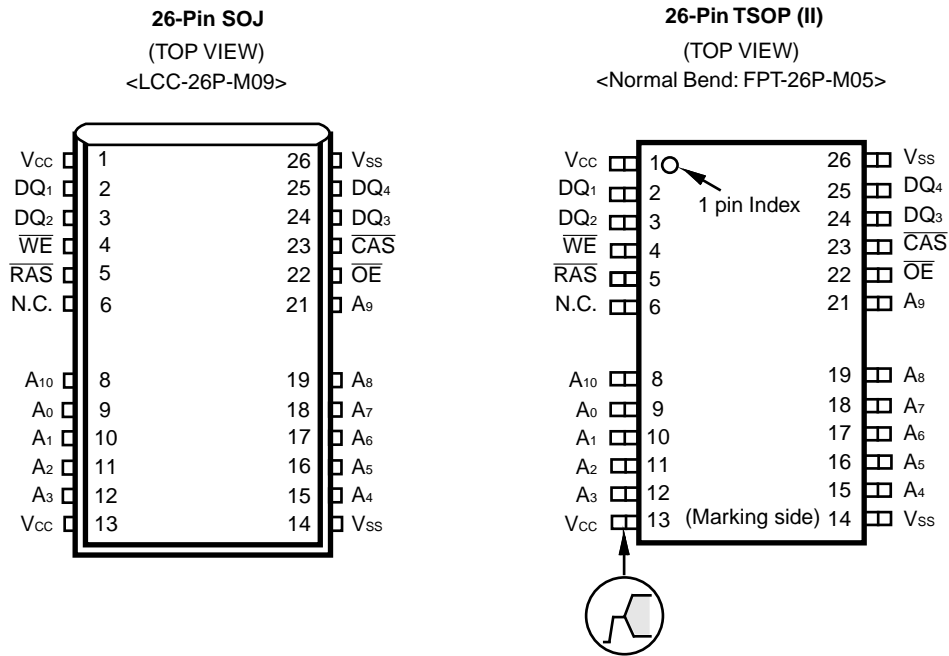 26-Pin SOJ
(TOP VIEW)
<LCC-26P-M09>
VCC 1 26 VSS
DQ1 2 25 DQ4
DQ2 3 24 DQ3
WE 4 23 CAS
RAS 5 22 OE
N.C. 6 21 A9
A10 8 19 A8
A0 9 18 A7
A1 10 17 A6
A2 11 16 A5
A3 12 15 A4
VCC 13 14 VSS
26-Pin TSOP (II)
(TOP VIEW)
<Normal Bend: FPT-26P-M05>
VCC 1 26 VSS
DQ1 2 25 DQ4
1 pin Index
DQ2 3 24 DQ3
WE 4 23 CAS
RAS 5 22 OE
N.C. 6 21 A9
A10 8 19 A8
A0 9 18 A7
A1 10 17 A6
A2 11 16 A5
A3 12 15 A4
VCC 13 (Marking side) 14 VSS